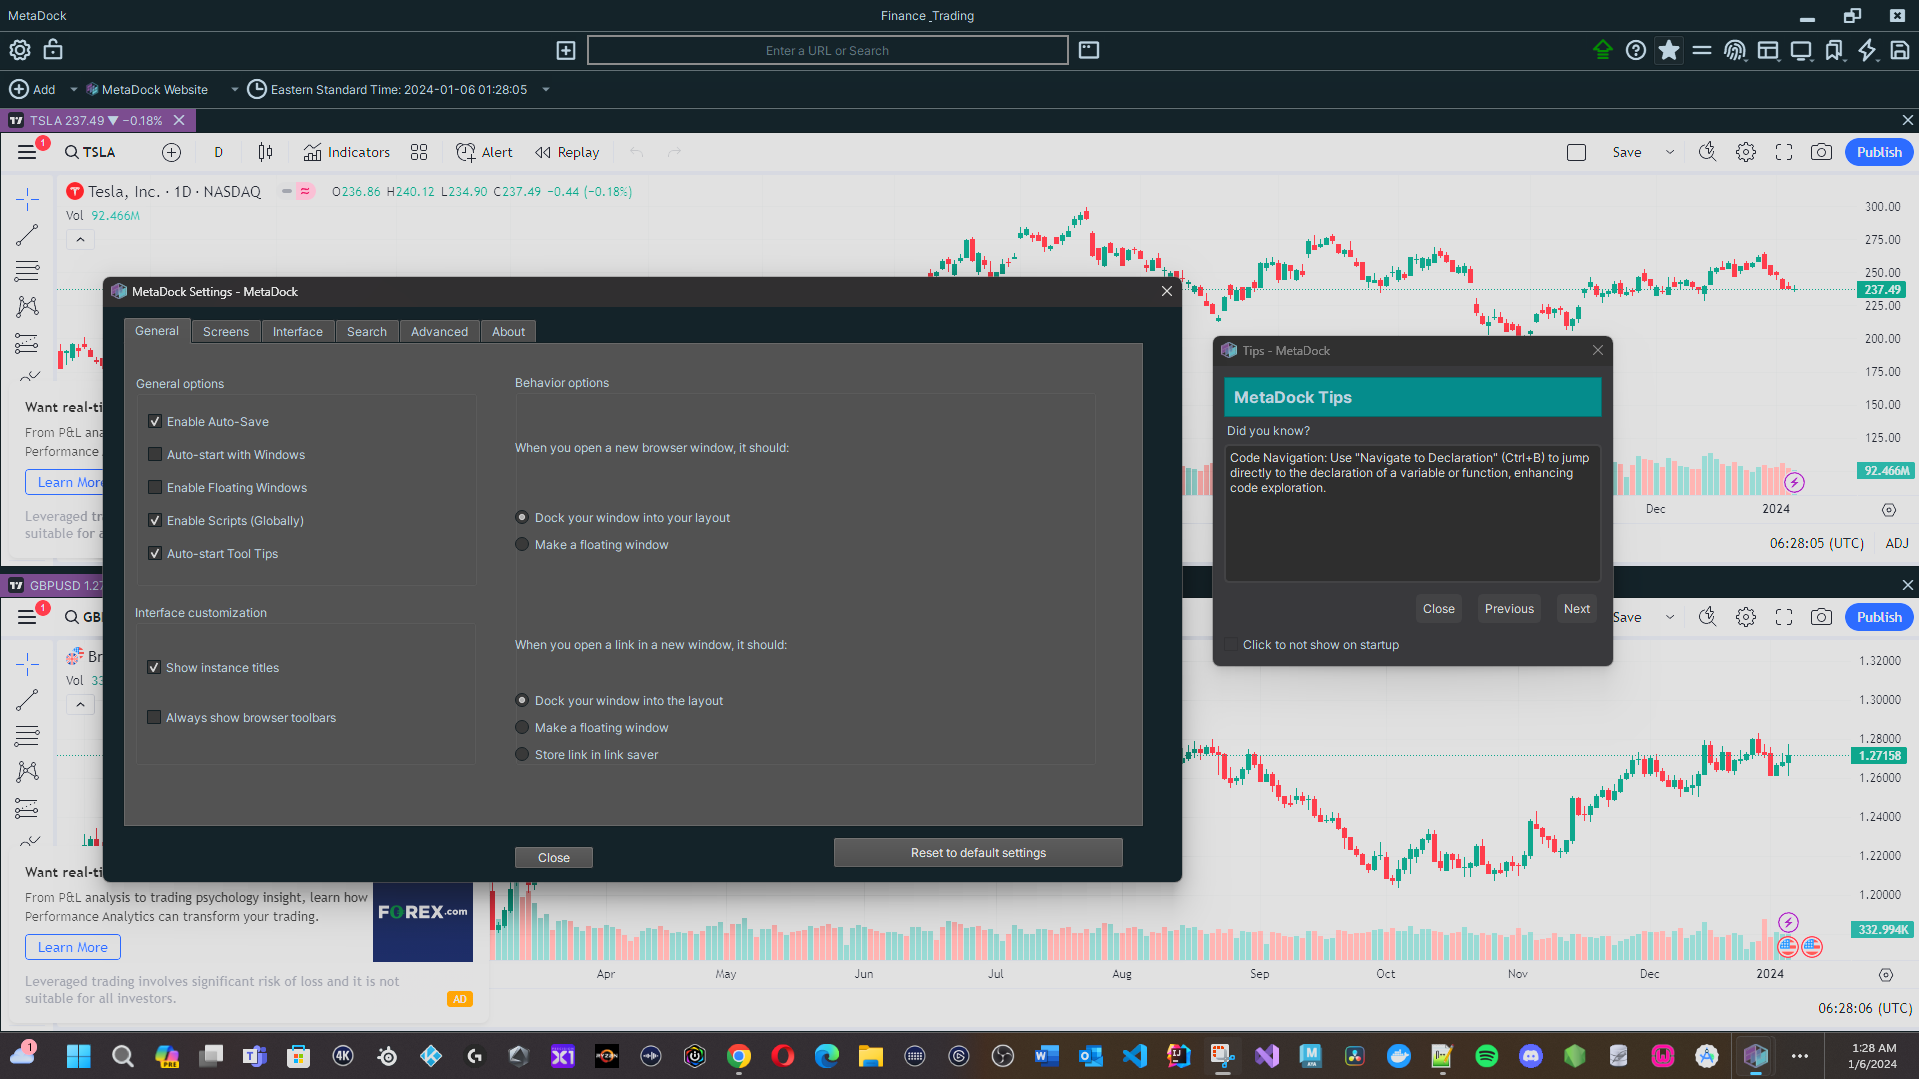 MetaDock
Finance_Trading
Enter a URL or Search
Add
MetaDock Website
Eastern Standard Time: 2024-01-06 01:28:05
TSLA 237.49 ▼ −0.18%
1
TSLA
D
Indicators
Alert
Replay
Save
Publish
Tesla, Inc. · 1D · NASDAQ
O236.86 H240.12 L234.90 C237.49 −0.44 (−0.18%)
Vol 92.466M
300.00
275.00
250.00
237.49
225.00
200.00
175.00
150.00
125.00
92.466M
Dec
2024
06:28:05 (UTC)
ADJ
Want real-ti
From P&L ana
Performance
Learn More
Leveraged tr
suitable for a
MetaDock Settings - MetaDock
General
Screens
Interface
Search
Advanced
About
General options
Enable Auto-Save
Auto-start with Windows
Enable Floating Windows
Enable Scripts (Globally)
Auto-start Tool Tips
Interface customization
Show instance titles
Always show browser toolbars
Behavior options
When you open a new browser window, it should:
Dock your window into your layout
Make a floating window
When you open a link in a new window, it should:
Dock your window into the layout
Make a floating window
Store link in link saver
Close
Reset to default settings
Tips - MetaDock
MetaDock Tips
Did you know?
Code Navigation: Use "Navigate to Declaration" (Ctrl+B) to jump
directly to the declaration of a variable or function, enhancing
code exploration.
Close
Previous
Next
Click to not show on startup
GBPUSD 1.27
1
GB
Save
Publish
Br
Vol 33
1.32000
1.30000
1.28000
1.27158
1.26000
1.24000
1.22000
1.20000
332.994K
Want real-ti
From P&L analysis to trading psychology insight, learn how
Performance Analytics can transform your trading.
Learn More
FOREX.com
Leveraged trading involves significant risk of loss and it is not
suitable for all investors.
AD
Apr
May
Jun
Jul
Aug
Sep
Oct
Nov
Dec
2024
06:28:06 (UTC)
1
PRE
4K
X1
RYZEN
1:28 AM
1/6/2024